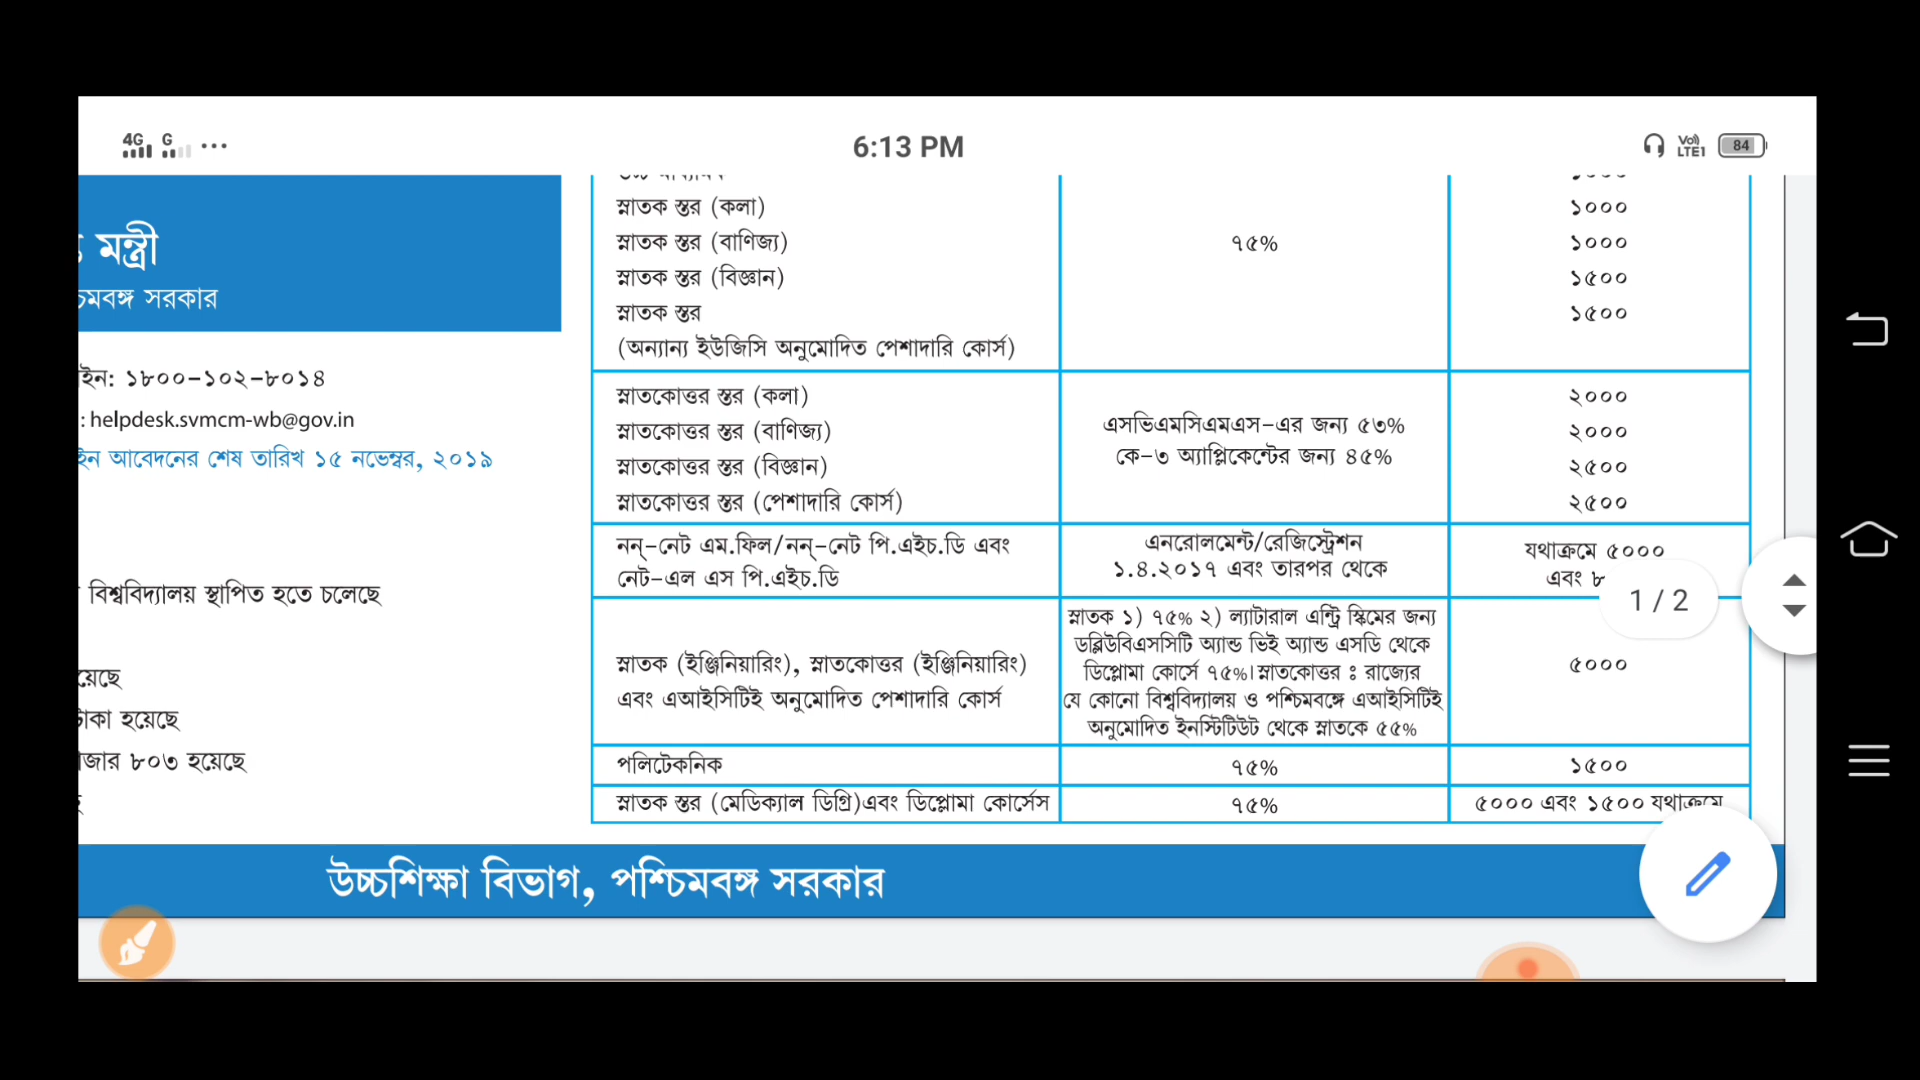 4G G ...
6:13 PM
Vo) LTE1 84
মন্ত্রী
পশ্চিমবঙ্গ সরকার
ইন: ১৮০০-১০২-৮০১৪
: helpdesk.svmcm-wb@gov.in
ইন আবেদনের শেষ তারিখ ১৫ নভেম্বর, ২০১৯
বিশ্ববিদ্যালয় স্থাপিত হতে চলেছে
য়েছে
টাকা হয়েছে
জার ৮০৩ হয়েছে
স্নাতক স্তর (কলা)
১০০০
স্নাতক স্তর (বাণিজ্য)
৭৫%
১০০০
স্নাতক স্তর (বিজ্ঞান)
১৫০০
স্নাতক স্তর
১৫০০
(অন্যান্য ইউজিসি অনুমোদিত পেশাদারি কোর্স)
স্নাতকোত্তর স্তর (কলা)
২০০০
স্নাতকোত্তর স্তর (বাণিজ্য)
এসভিএমসিএমএস-এর জন্য ৫৩%
২০০০
স্নাতকোত্তর স্তর (বিজ্ঞান)
কে-৩ অ্যাপ্লিকেন্টের জন্য ৪৫%
২৫০০
স্নাতকোত্তর স্তর (পেশাদারি কোর্স)
২৫০০
নন্-নেট এম.ফিল/নন্-নেট পি.এইচ.ডি এবং
নেট-এল এস পি.এইচ.ডি
এনরোলমেন্ট/রেজিস্ট্রেশন
১.৪.২০১৭ এবং তারপর থেকে
যথাক্রমে ৫০০০
এবং ৮
1 / 2
স্নাতক (ইঞ্জিনিয়ারিং), স্নাতকোত্তর (ইঞ্জিনিয়ারিং)
এবং এআইসিটিই অনুমোদিত পেশাদারি কোর্স
স্নাতক ১) ৭৫% ২) ল্যাটারাল এন্ট্রি স্কিমের জন্য
ডব্লিউবিএসসিটি অ্যান্ড ভিই অ্যান্ড এসডি থেকে
ডিপ্লোমা কোর্সে ৭৫%। স্নাতকোত্তর ঃ রাজ্যের
যে কোনো বিশ্ববিদ্যালয় ও পশ্চিমবঙ্গে এআইসিটিই
অনুমোদিত ইনস্টিটিউট থেকে স্নাতকে ৫৫%
৫০০০
পলিটেকনিক
৭৫%
১৫০০
স্নাতক স্তর (মেডিক্যাল ডিগ্রি)এবং ডিপ্লোমা কোর্সেস
৭৫%
৫০০০ এবং ১৫০০ যথাক্রমে
উচ্চশিক্ষা বিভাগ, পশ্চিমবঙ্গ সরকার